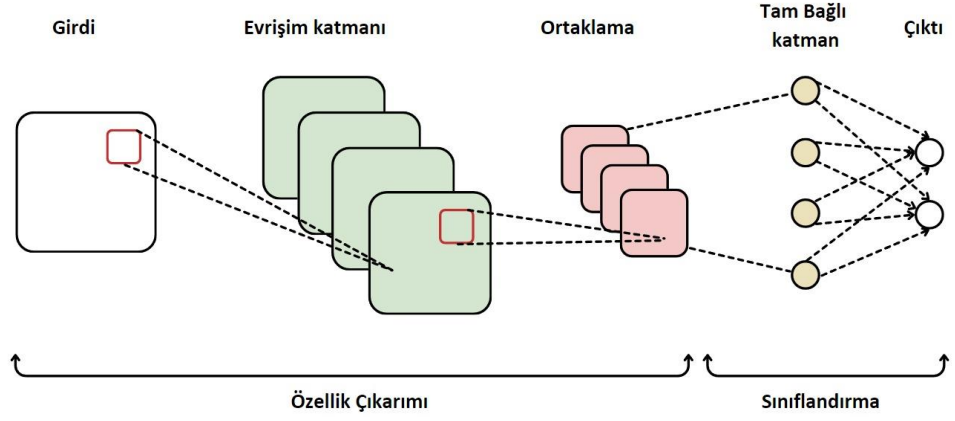 Girdi
Evrişim katmanı
Ortaklama
Tam Bağlı
katman
Çıktı
Özellik Çıkarımı
Sınıflandırma